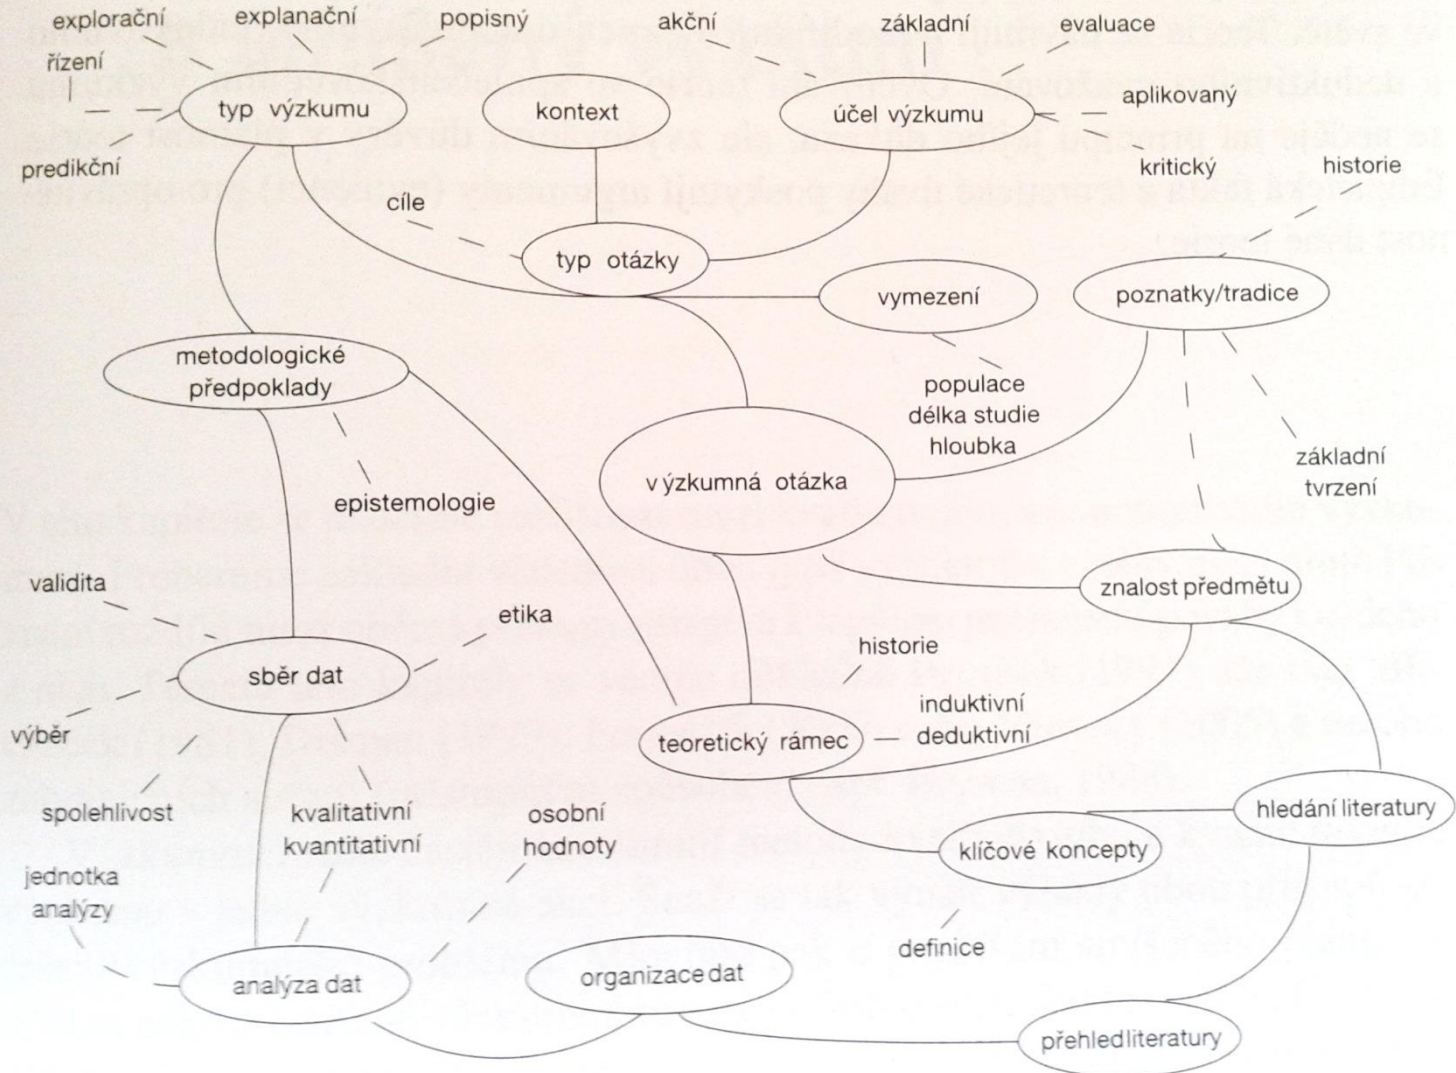 explorační
explanační
popisný
akční
základní
evaluace
řízení
typ výzkumu
kontext
účel výzkumu
aplikovaný
predikční
kritický
historie
cíle
typ otázky
vymezení
poznatky/tradice
metodologické
předpoklady
populace
délka studie
hloubka
výzkumná otázka
základní
tvrzení
epistemologie
validita
etika
znalost předmětu
sběr dat
historie
induktivní
deduktivní
výběr
teoretický rámec
spolehlivost
kvalitativní
kvantitativní
osobní
hodnoty
klíčové koncepty
hledání literatury
jednotka
analýzy
definice
analýza dat
organizace dat
přehled literatury